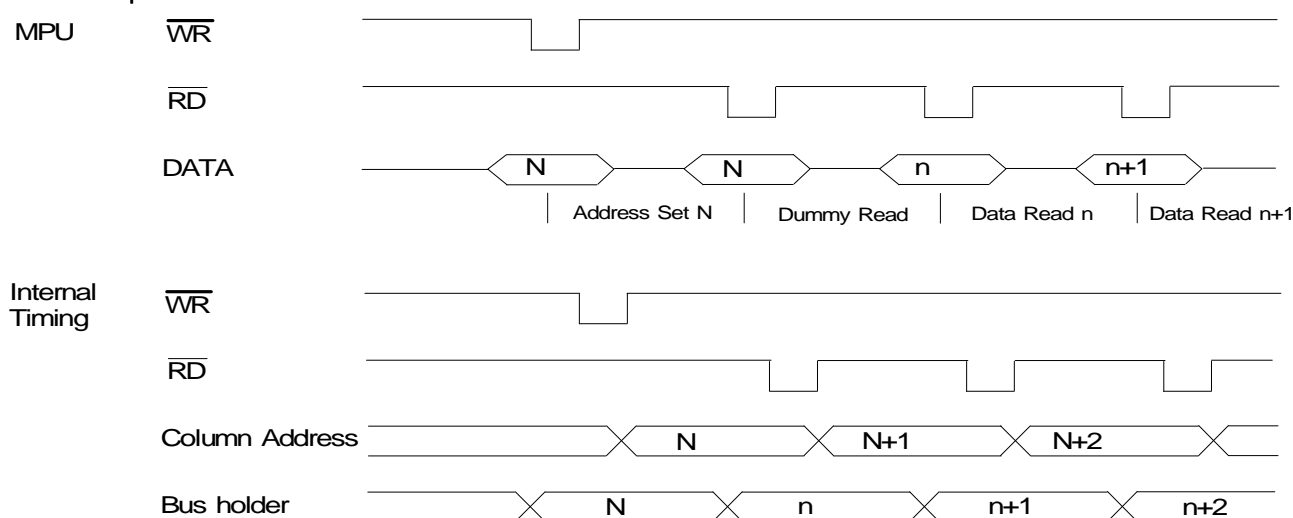 MPU WR
RD
DATA N N n n+1
Address Set N Dummy Read Data Read n Data Read n+1
Internal Timing WR
RD
Column Address N N+1 N+2
Bus holder N n n+1 n+2